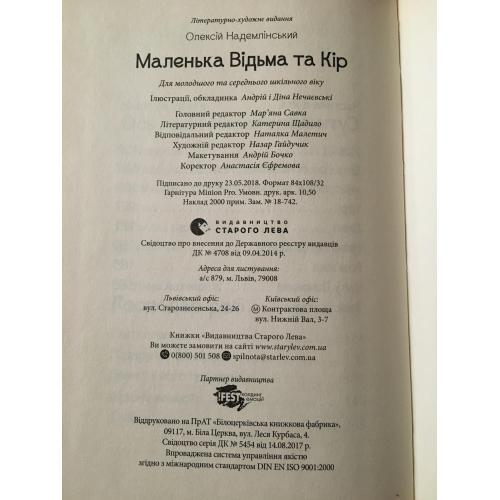 Літературно-художнє видання
Олексій Надемлінський
Маленька Відьма та Кір
Для молодшого та середнього шкільного віку
Ілюстрації, обкладинка Андрій і Діна Нечаєвські
Головний редактор Мар'яна Савка
Літературний редактор Катерина Щадило
Відповідальний редактор Наталка Малетич
Художній редактор Назар Гайдучик
Макетування Андрій Бочко
Коректор Анастасія Єфремова
Підписано до друку 23.05.2018. Формат 84х108/32
Гарнітура Minion Pro. Умовн. друк. арк. 10,50
Наклад 2000 прим. Зам. № 18-742.
ВИДАВНИЦТВО
СТАРОГО ЛЕВА
Свідоцтво про внесення до Державного реєстру видавців
ДК № 4708 від 09.04.2014 р.
Адреса для листування:
а/с 879, м. Львів, 79008
Львівський офіс:
вул. Старознесенська, 24-26
Київський офіс:
М Контрактова площа
вул. Нижній Вал, 3-7
Книжки «Видавництва Старого Лева»
Ви можете замовити на сайті www.starylev.com.ua
0(800) 501 508 spilnota@starlev.com.ua
Партнер видавництва
!FEST ХОЛДИНГ ЕМОЦІЙ
Віддруковано на ПрАТ «Білоцерківська книжкова фабрика»,
09117, м. Біла Церква, вул. Леся Курбаса, 4.
Свідоцтво серія ДК № 5454 від 14.08.2017 р.
Впроваджена система управління якістю
згідно з міжнародним стандартом DIN EN ISO 9001:2000